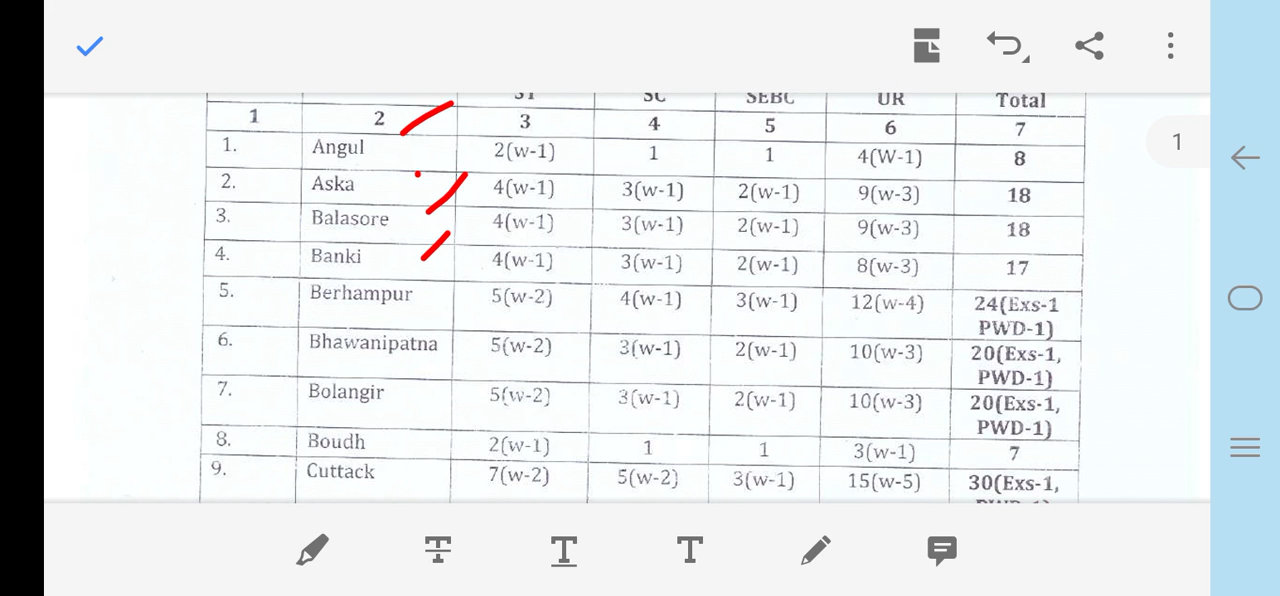 ST SC SEBC UR Total
1 2 3 4 5 6 7
1. Angul 2(w-1) 1 1 4(W-1) 8
2. Aska 4(w-1) 3(w-1) 2(w-1) 9(w-3) 18
3. Balasore 4(w-1) 3(w-1) 2(w-1) 9(w-3) 18
4. Banki 4(w-1) 3(w-1) 2(w-1) 8(w-3) 17
5. Berhampur 5(w-2) 4(w-1) 3(w-1) 12(w-4) 24(Exs-1
PWD-1)
6. Bhawanipatna 5(w-2) 3(w-1) 2(w-1) 10(w-3) 20(Exs-1,
PWD-1)
7. Bolangir 5(w-2) 3(w-1) 2(w-1) 10(w-3) 20(Exs-1,
PWD-1)
8. Boudh 2(w-1) 1 1 3(w-1) 7
9. Cuttack 7(w-2) 5(w-2) 3(w-1) 15(w-5) 30(Exs-1,
1
T T T